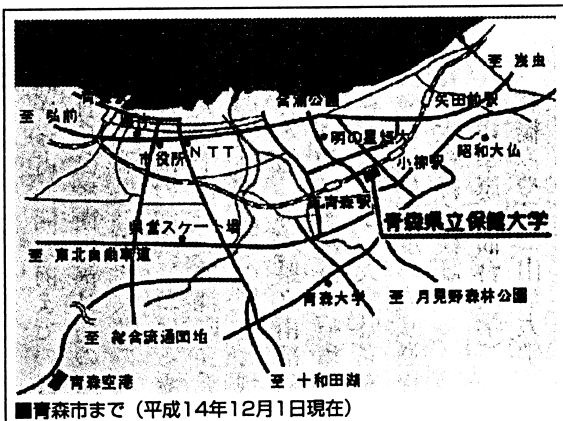 至 浅虫
合浦公園
矢田前駅
至 弘前
明の星短大
市役所
NTT
小柳駅
昭和大仏
東青森駅
青森県立保健大学
県営スケート場
至 東北自動車道
青森大学
至 月見野森林公園
至 総合流通団地
青森空港
至 十和田湖
■青森市まで（平成14年12月1日現在）